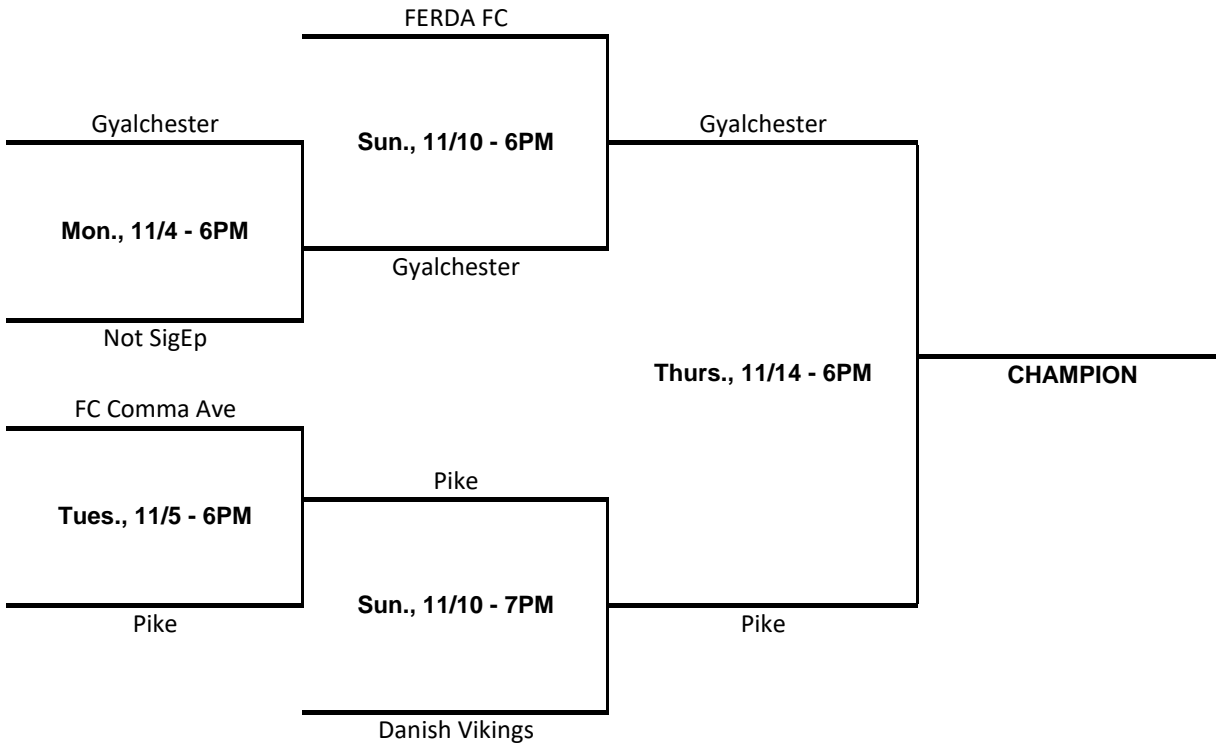 FERDA FC
Gyalchester
Sun., 11/10 - 6PM
Gyalchester
Mon., 11/4 - 6PM
Gyalchester
Not SigEp
Thurs., 11/14 - 6PM
CHAMPION
FC Comma Ave
Pike
Tues., 11/5 - 6PM
Sun., 11/10 - 7PM
Pike
Pike
Danish Vikings